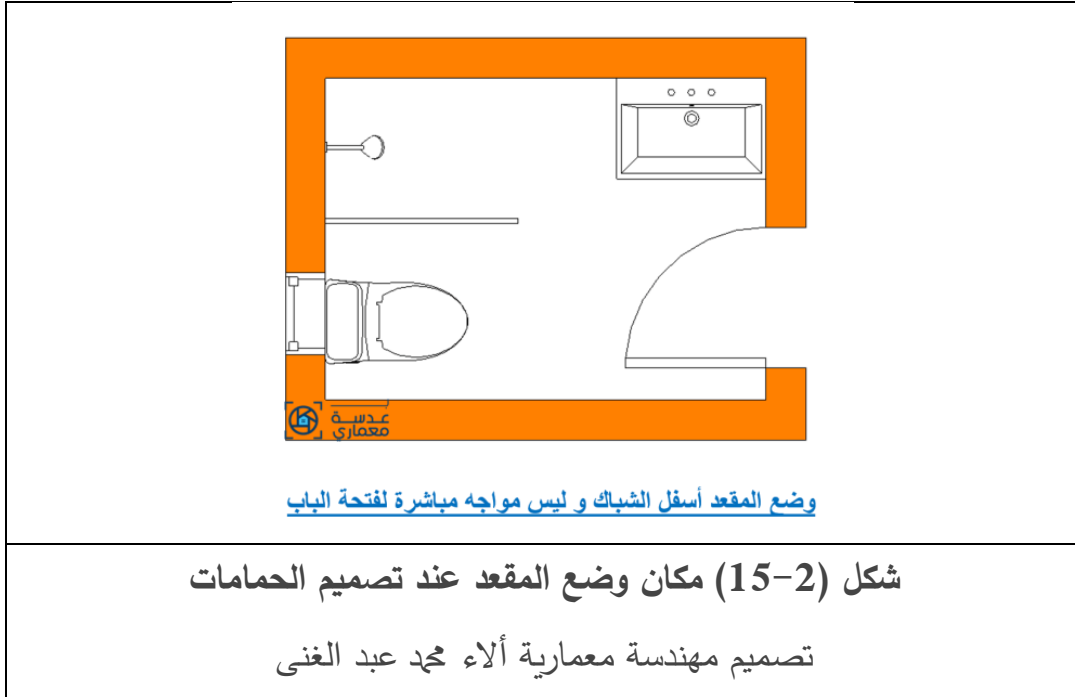 عدسة
معماري
وضع المقعد أسفل الشباك و ليس مواجه مباشرة لفتحة الباب
شكل (2-15) مكان وضع المقعد عند تصميم الحمامات
تصميم مهندسة معمارية ألاء محمد عبد الغنى